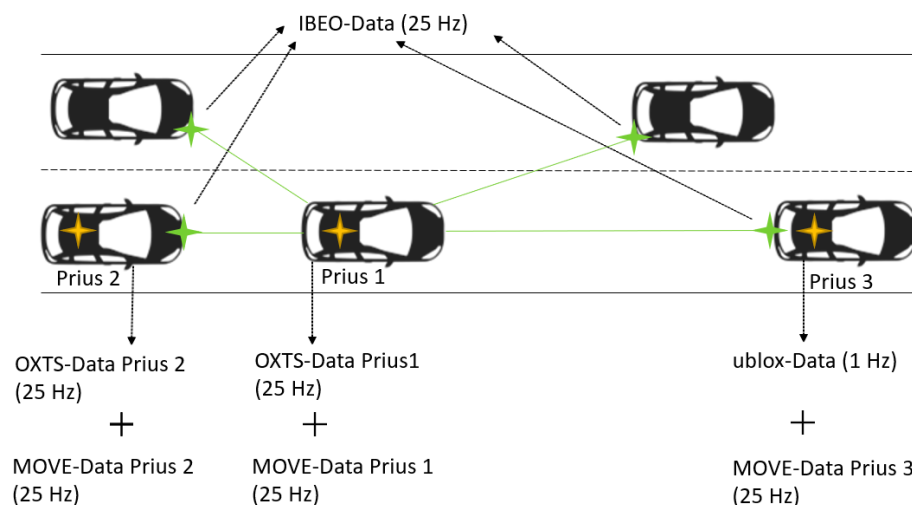 IBEO-Data (25 Hz)
Prius 2
Prius 1
Prius 3
OXTS-Data Prius 2
(25 Hz)
+
MOVE-Data Prius 2
(25 Hz)
OXTS-Data Prius1
(25 Hz)
+
MOVE-Data Prius 1
(25 Hz)
ublox-Data (1 Hz)
+
MOVE-Data Prius 3
(25 Hz)